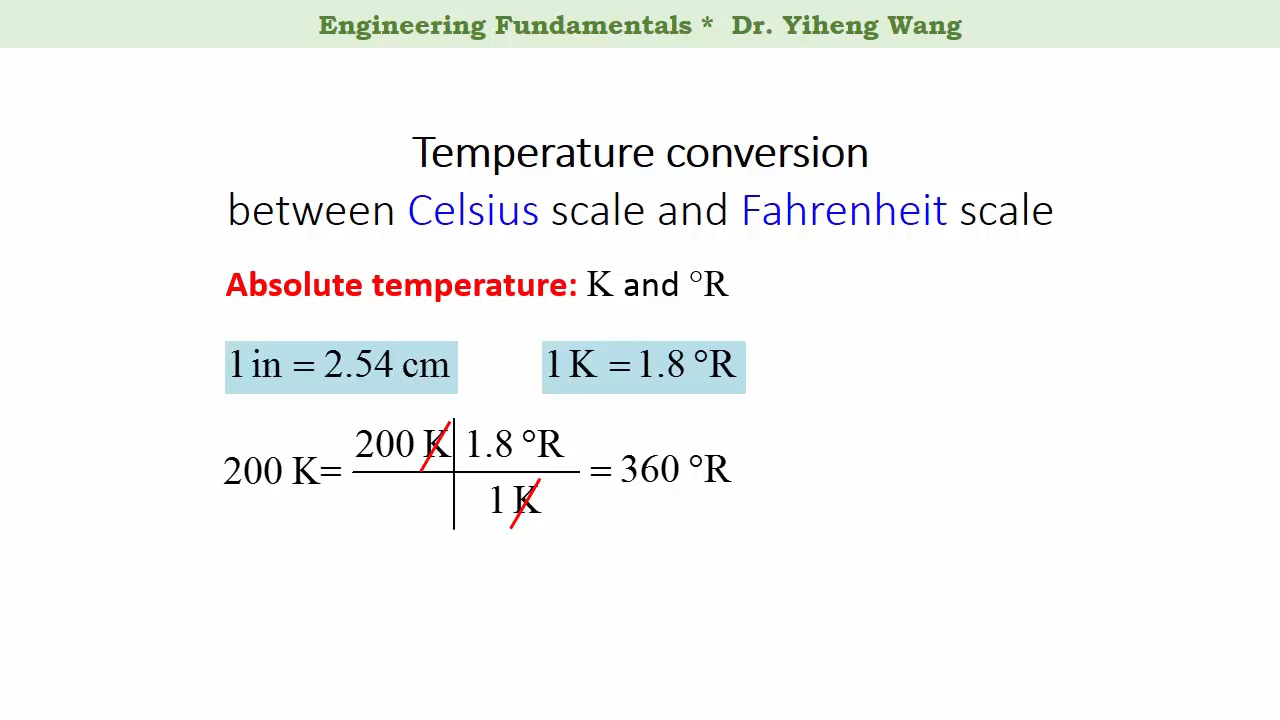 Engineering Fundamentals * Dr. Yiheng Wang
Temperature conversion
between Celsius scale and Fahrenheit scale
Absolute temperature: K and °R
1 in = 2.54 cm 1 K = 1.8 °R
200 K 1.8 °R
200 K= = 360 °R
1 K